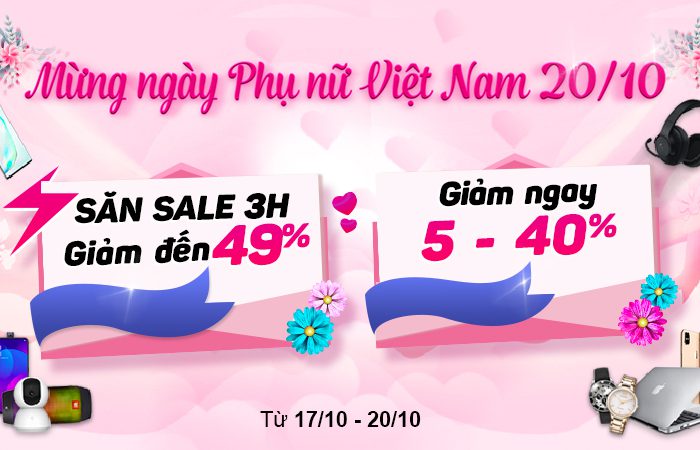 Mừng ngày Phụ nữ Việt Nam 20/10
SĂN SALE 3H
Giảm đến 49%
Giảm ngay
5 - 40%
Từ 17/10 - 20/10
JBL